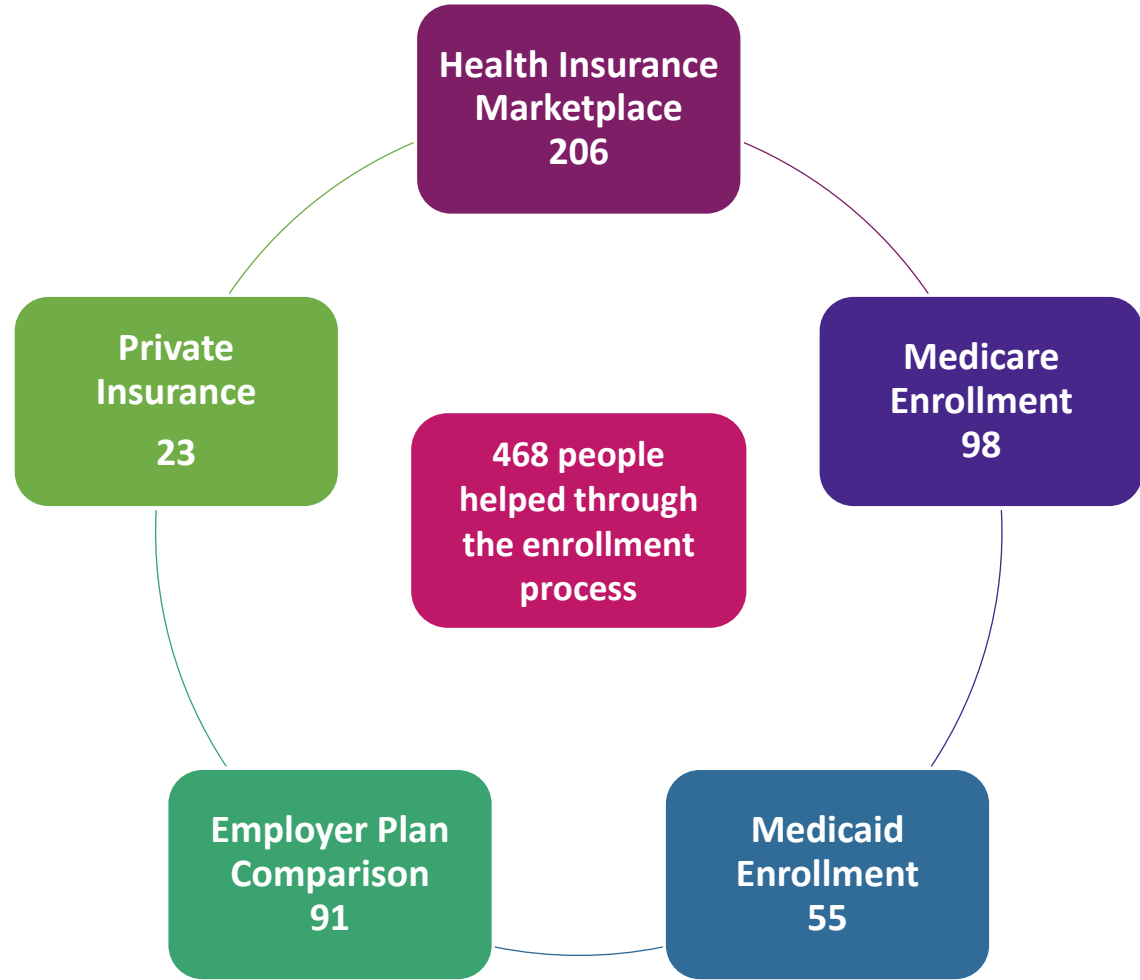 Health Insurance
Marketplace
206
Private
Insurance
23
Medicare
Enrollment
98
468 people
helped through
the enrollment
process
Employer Plan
Comparison
91
Medicaid
Enrollment
55